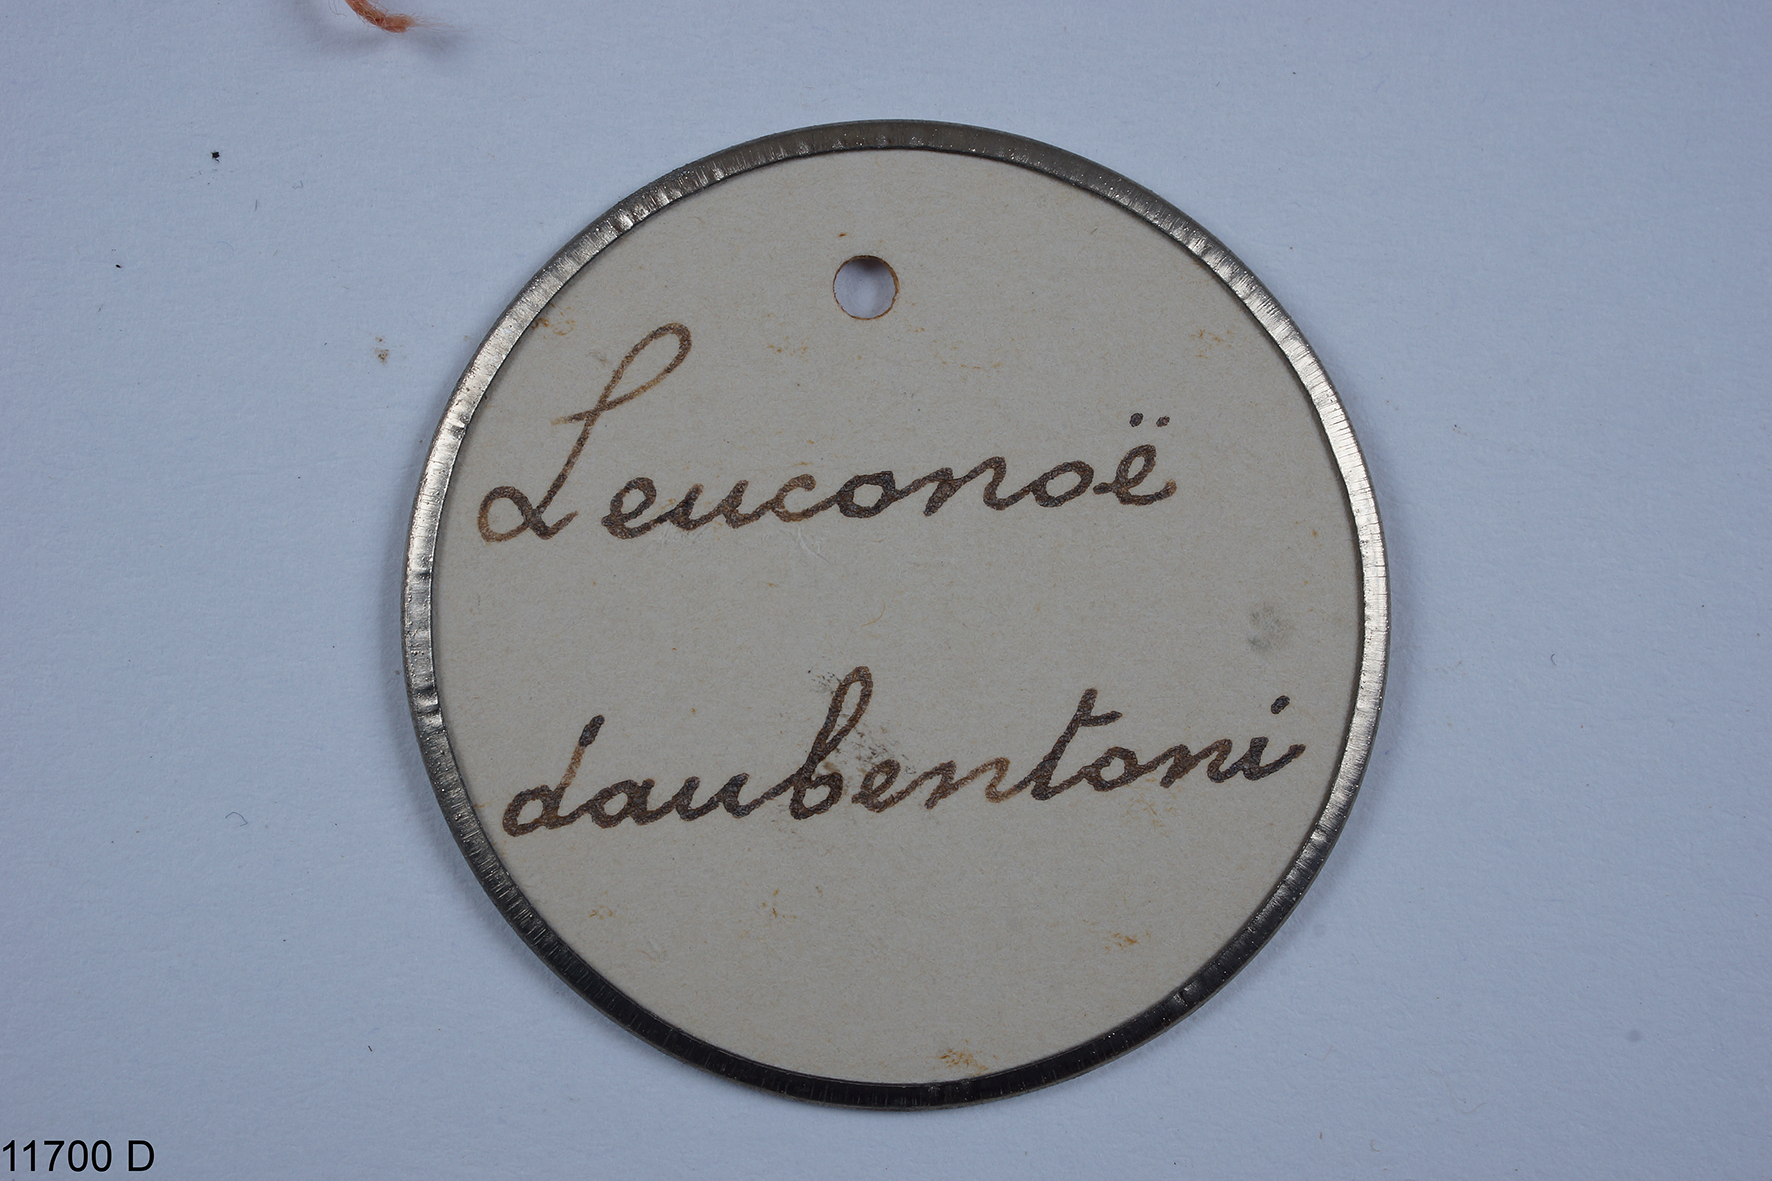 Leuconoë
daubentoni
11700 D